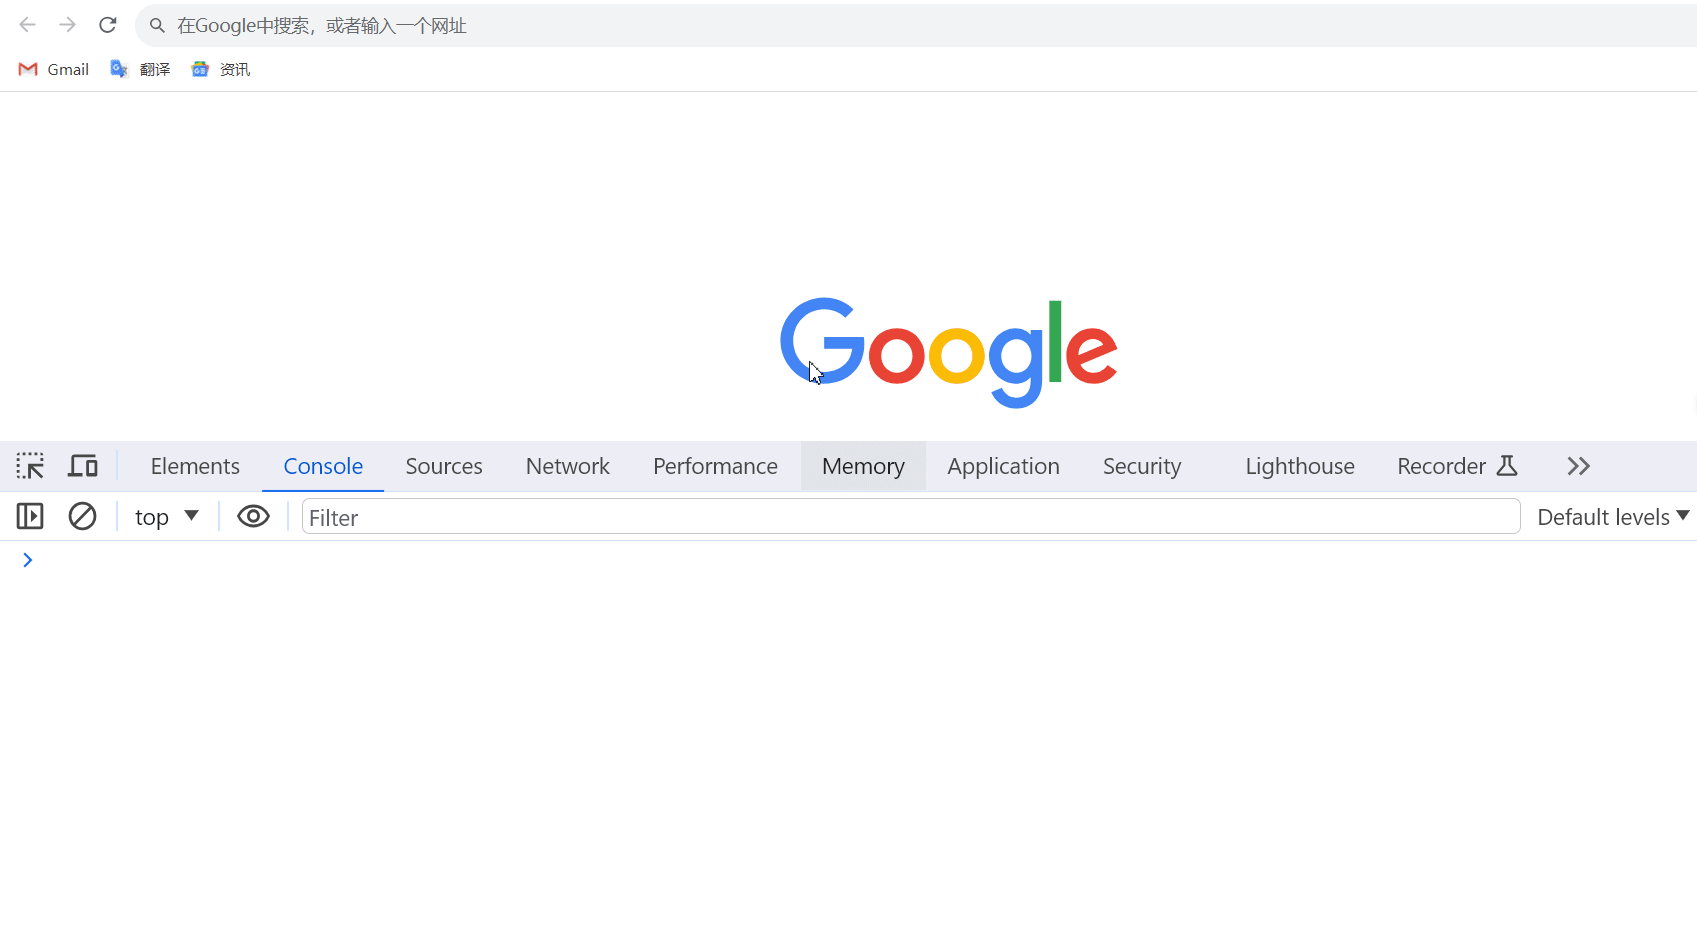 在Google中搜索，或者输入一个网址
Gmail 翻译 资讯
Google
Elements Console Sources Network Performance Memory Application Security Lighthouse Recorder
top Filter Default levels